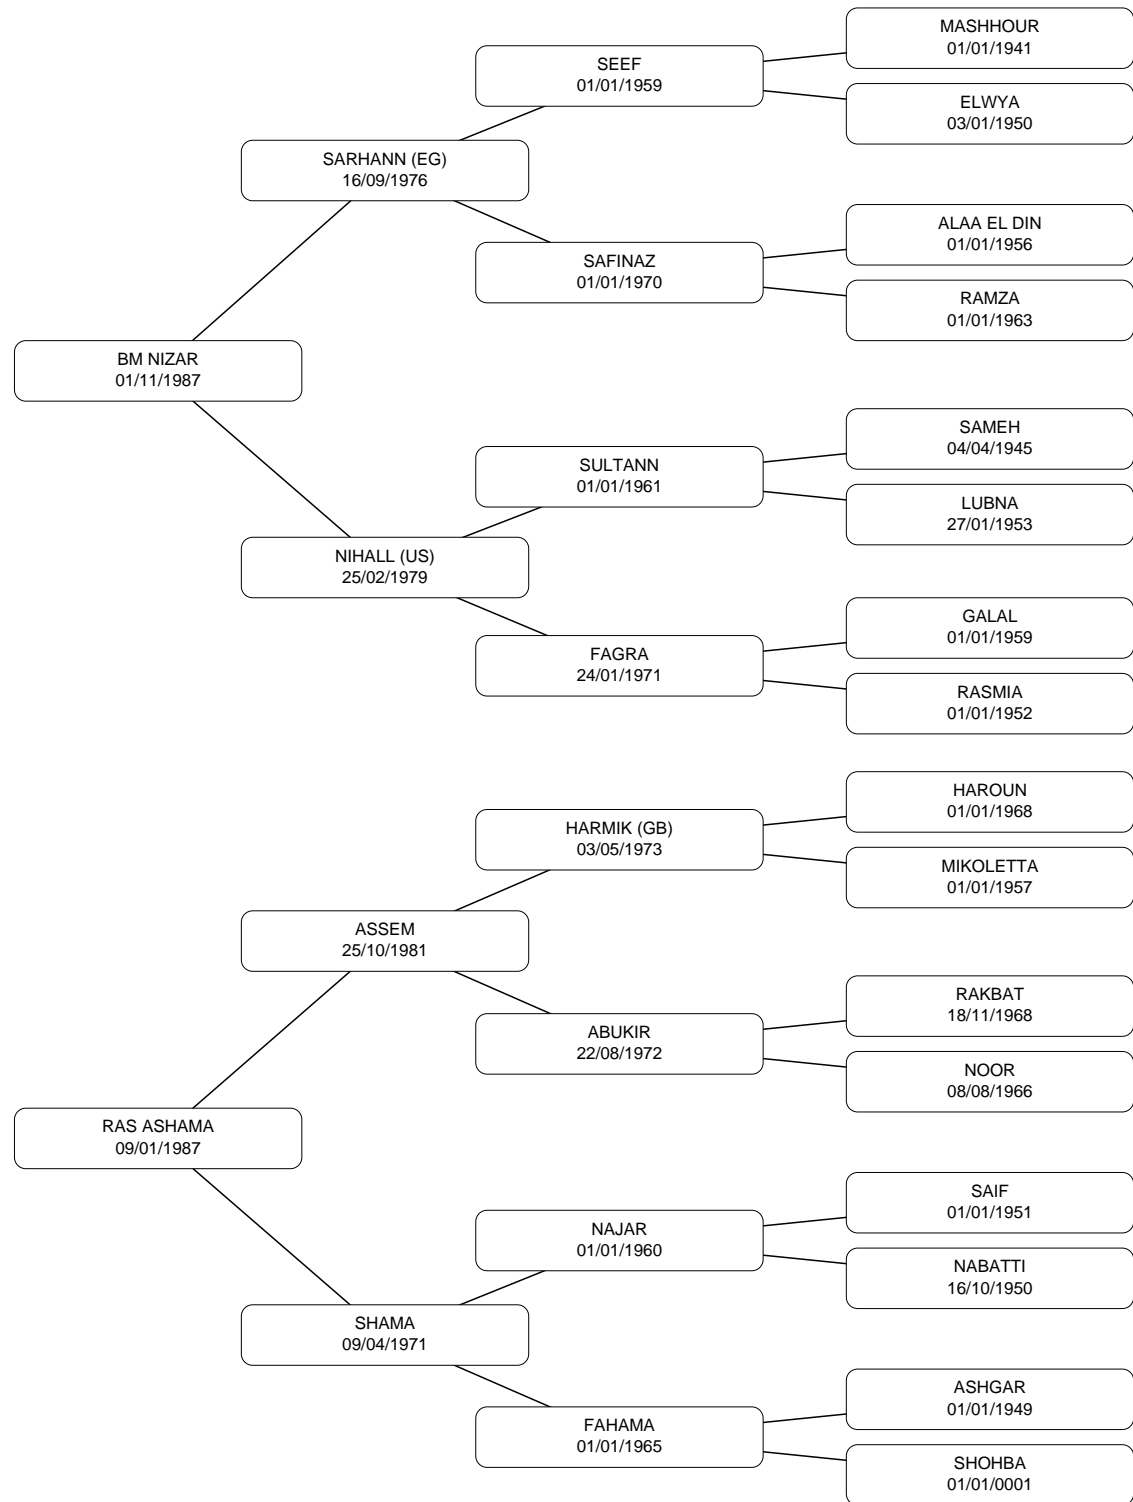 MASHHOUR
01/01/1941
SEEF
01/01/1959
ELWYA
03/01/1950
SARHANN (EG)
16/09/1976
ALAA EL DIN
01/01/1956
SAFINAZ
01/01/1970
RAMZA
01/01/1963
BM NIZAR
01/11/1987
SAMEH
04/04/1945
SULTANN
01/01/1961
LUBNA
27/01/1953
NIHALL (US)
25/02/1979
GALAL
01/01/1959
FAGRA
24/01/1971
RASMIA
01/01/1952
HAROUN
01/01/1968
HARMIK (GB)
03/05/1973
MIKOLETTA
01/01/1957
ASSEM
25/10/1981
RAKBAT
18/11/1968
ABUKIR
22/08/1972
NOOR
08/08/1966
RAS ASHAMA
09/01/1987
SAIF
01/01/1951
NAJAR
01/01/1960
NABATTI
16/10/1950
SHAMA
09/04/1971
ASHGAR
01/01/1949
FAHAMA
01/01/1965
SHOHBA
01/01/0001